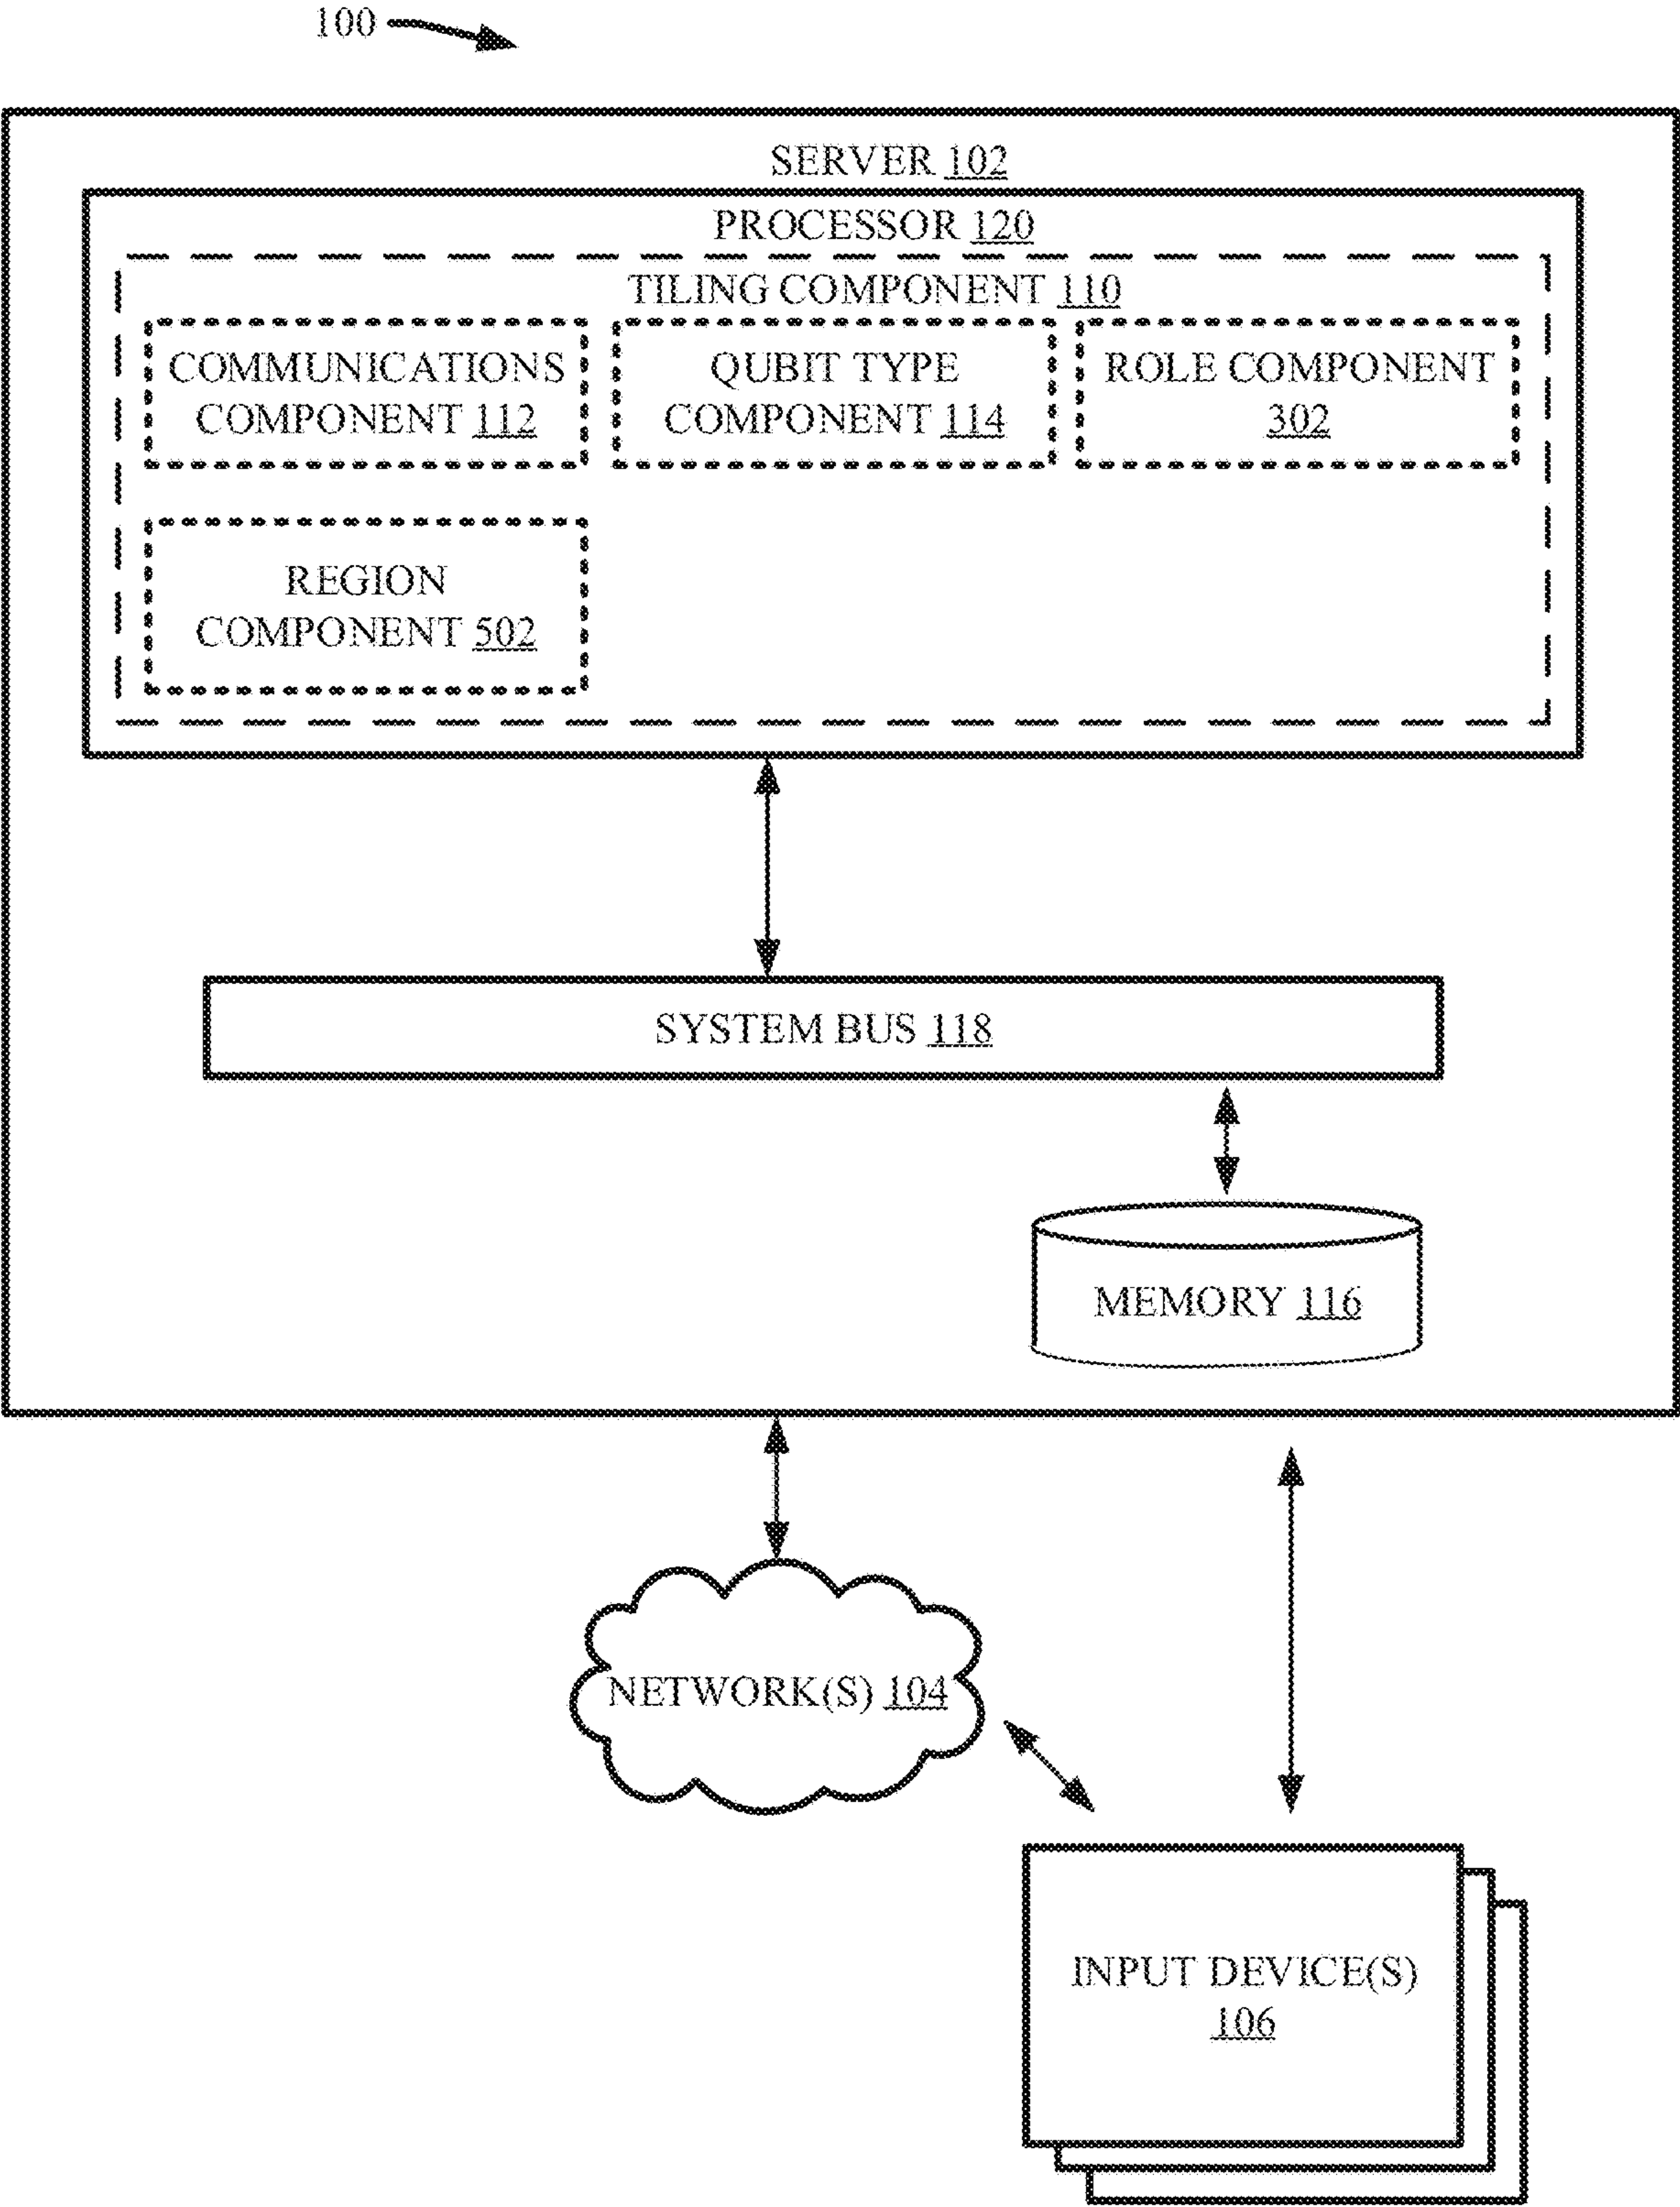 100
SERVER 102
PROCESSOR 120
TILING COMPONENT 110
COMMUNICATIONS
COMPONENT 112
QUBIT TYPE
COMPONENT 114
ROLE COMPONENT
302
REGION
COMPONENT 502
SYSTEM BUS 118
MEMORY 116
NETWORK(S) 104
INPUT DEVICE(S)
106